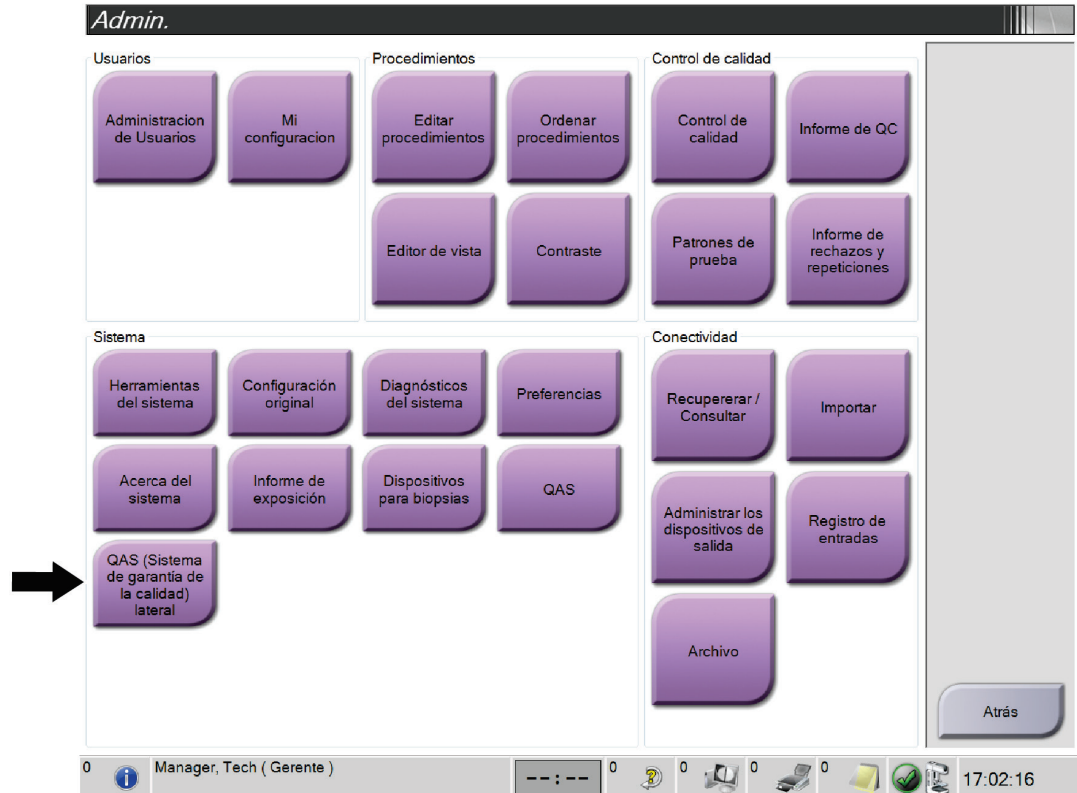 Admin.
Usuarios
Administracion
de Usuarios
Mi
configuracion
Procedimientos
Editar
procedimientos
Ordenar
procedimientos
Editor de vista
Contraste
Control de calidad
Control de
calidad
Informe de QC
Patrones de
prueba
Informe de
rechazos y
repeticiones
Sistema
Herramientas
del sistema
Configuración
original
Diagnósticos
del sistema
Preferencias
Acerca del
sistema
Informe de
exposición
Dispositivos
para biopsias
QAS
QAS (Sistema
de garantía de
la calidad)
lateral
Conectividad
Recupererar /
Consultar
Importar
Administrar los
dispositivos de
salida
Registro de
entradas
Archivo
Atrás
0
Manager, Tech ( Gerente )
--:--
0
0
0
0
17:02:16